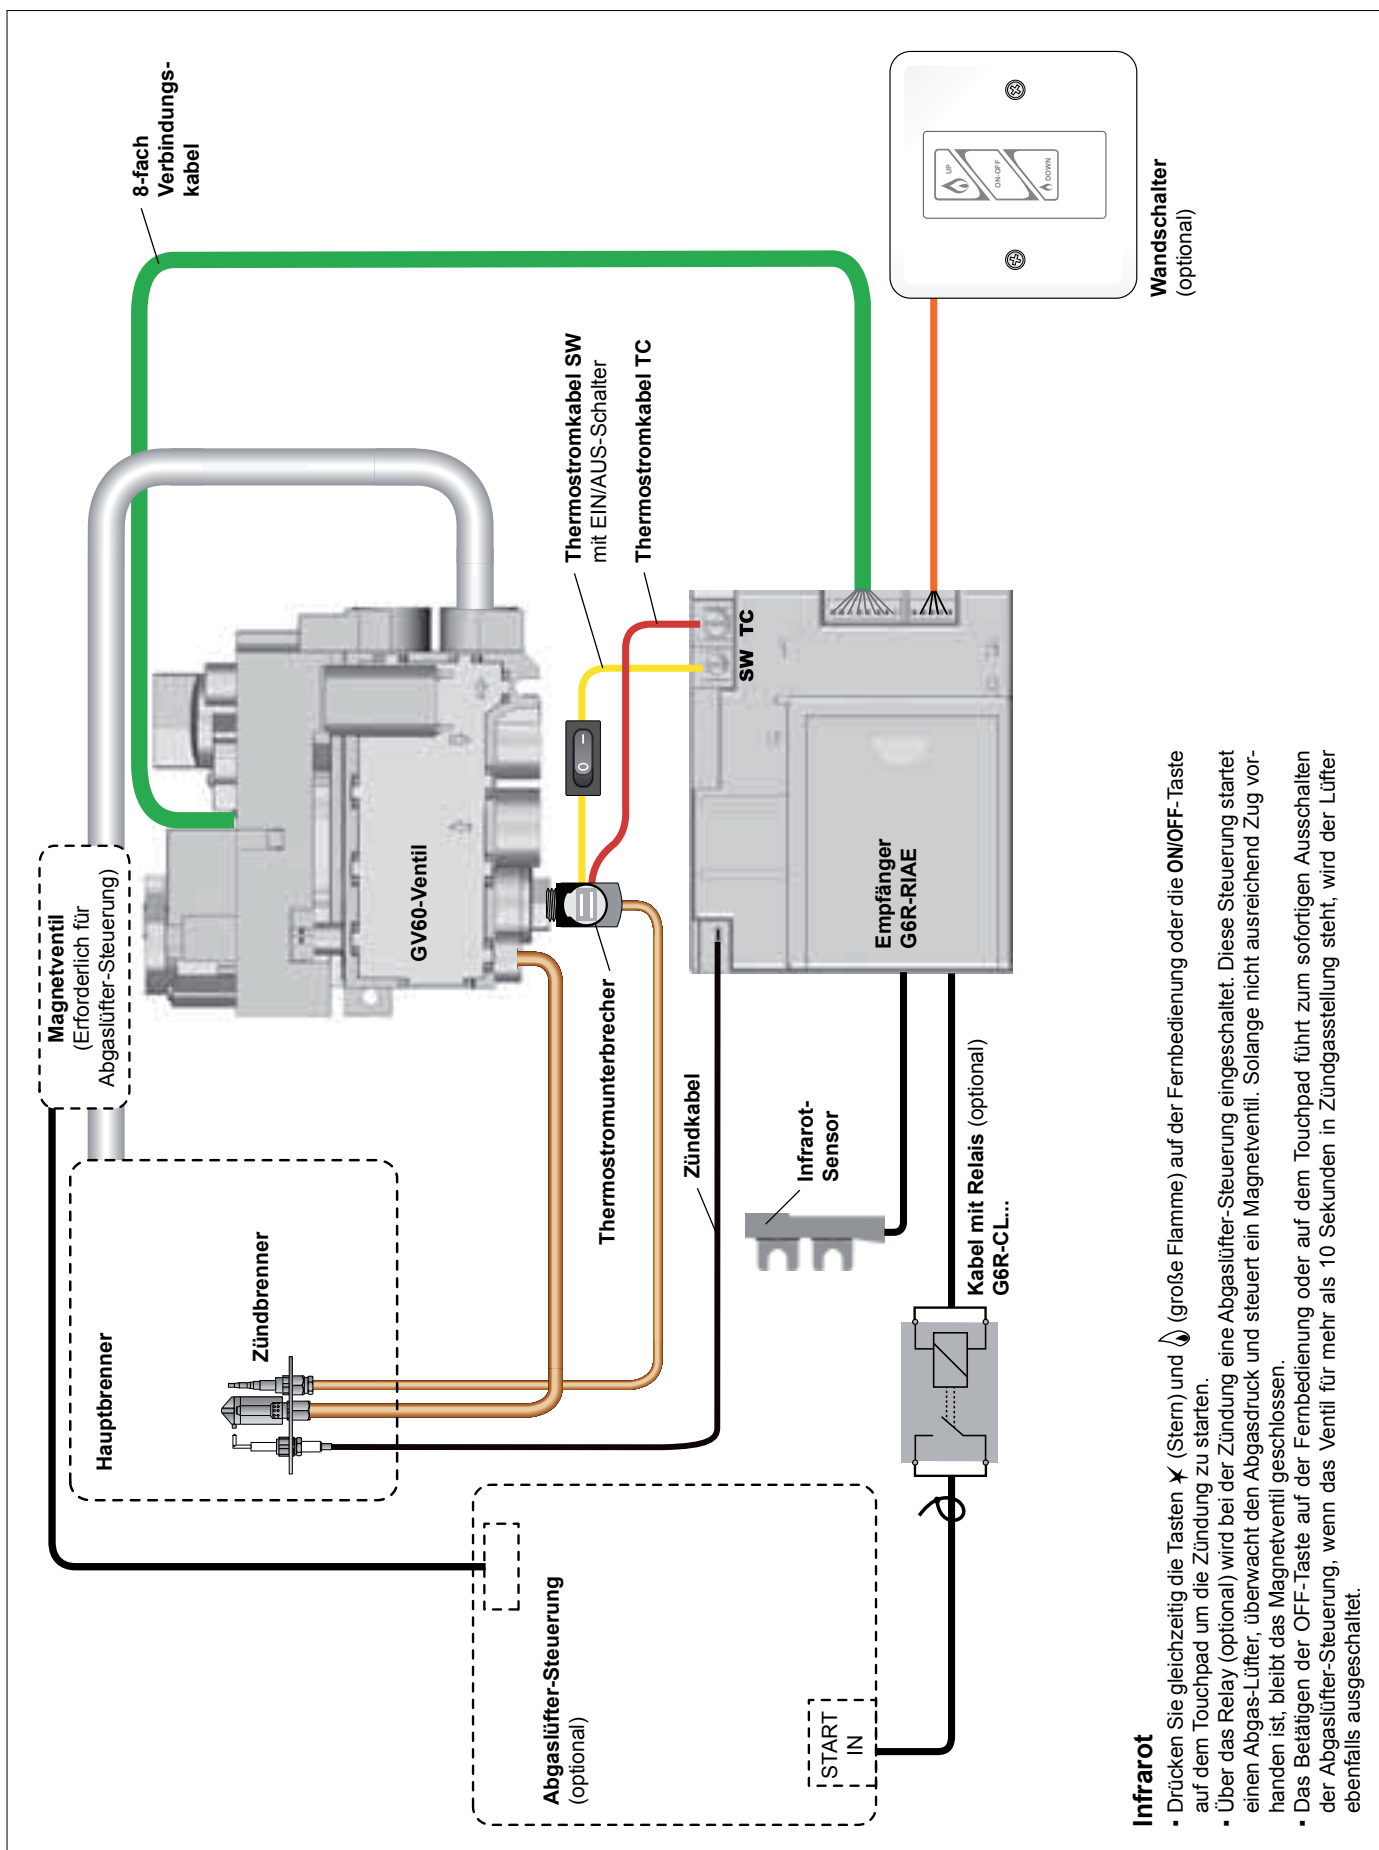 8-fach
Verbindungs-
kabel
Magnetventil
(Erforderlich für
Abgaslüfter-Steuerung)
Hauptbrenner
Zündbrenner
GV60-Ventil
Thermostromkabel SW
mit EIN/AUS-Schalter
Thermostromkabel TC
0 I
Thermostromunterbrecher
Zündkabel
SW TC
Empfänger
G6R-RIAE
Infrarot-
Sensor
Kabel mit Relais (optional)
G6R-CL...
UP
ON-OFF
DOWN
Wandschalter
(optional)
Abgaslüfter-Steuerung
(optional)
START
IN
Infrarot
▪ Drücken Sie gleichzeitig die Tasten (Stern) und (große Flamme) auf der Fernbedienung oder die ON/OFF-Taste
auf dem Touchpad um die Zündung zu starten.
▪ Über das Relay (optional) wird bei der Zündung eine Abgaslüfter-Steuerung eingeschaltet. Diese Steuerung startet
einen Abgas-Lüfter, überwacht den Abgasdruck und steuert ein Magnetventil. Solange nicht ausreichend Zug vor-
handen ist, bleibt das Magnetventil geschlossen.
▪ Das Betätigen der OFF-Taste auf der Fernbedienung oder auf dem Touchpad führt zum sofortigen Ausschalten
der Abgaslüfter-Steuerung, wenn das Ventil für mehr als 10 Sekunden in Zündgasstellung steht, wird der Lüfter
ebenfalls ausgeschaltet.